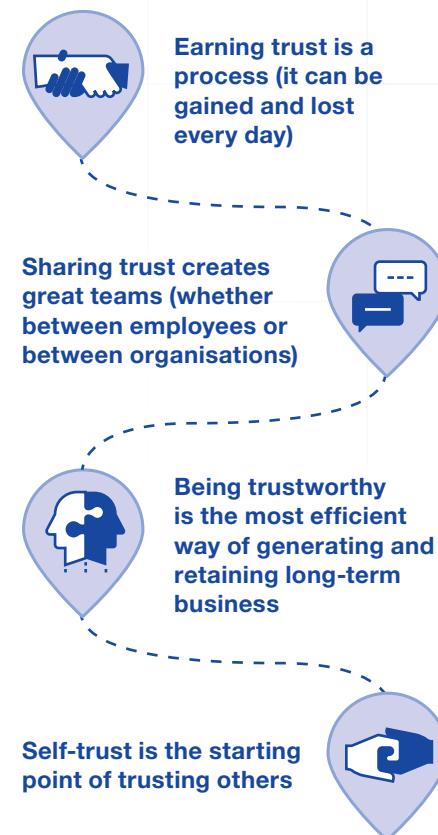 Earning trust is a
process (it can be
gained and lost
every day)
Sharing trust creates
great teams (whether
between employees or
between organisations)
Being trustworthy
is the most efficient
way of generating and
retaining long-term
business
Self-trust is the starting
point of trusting others